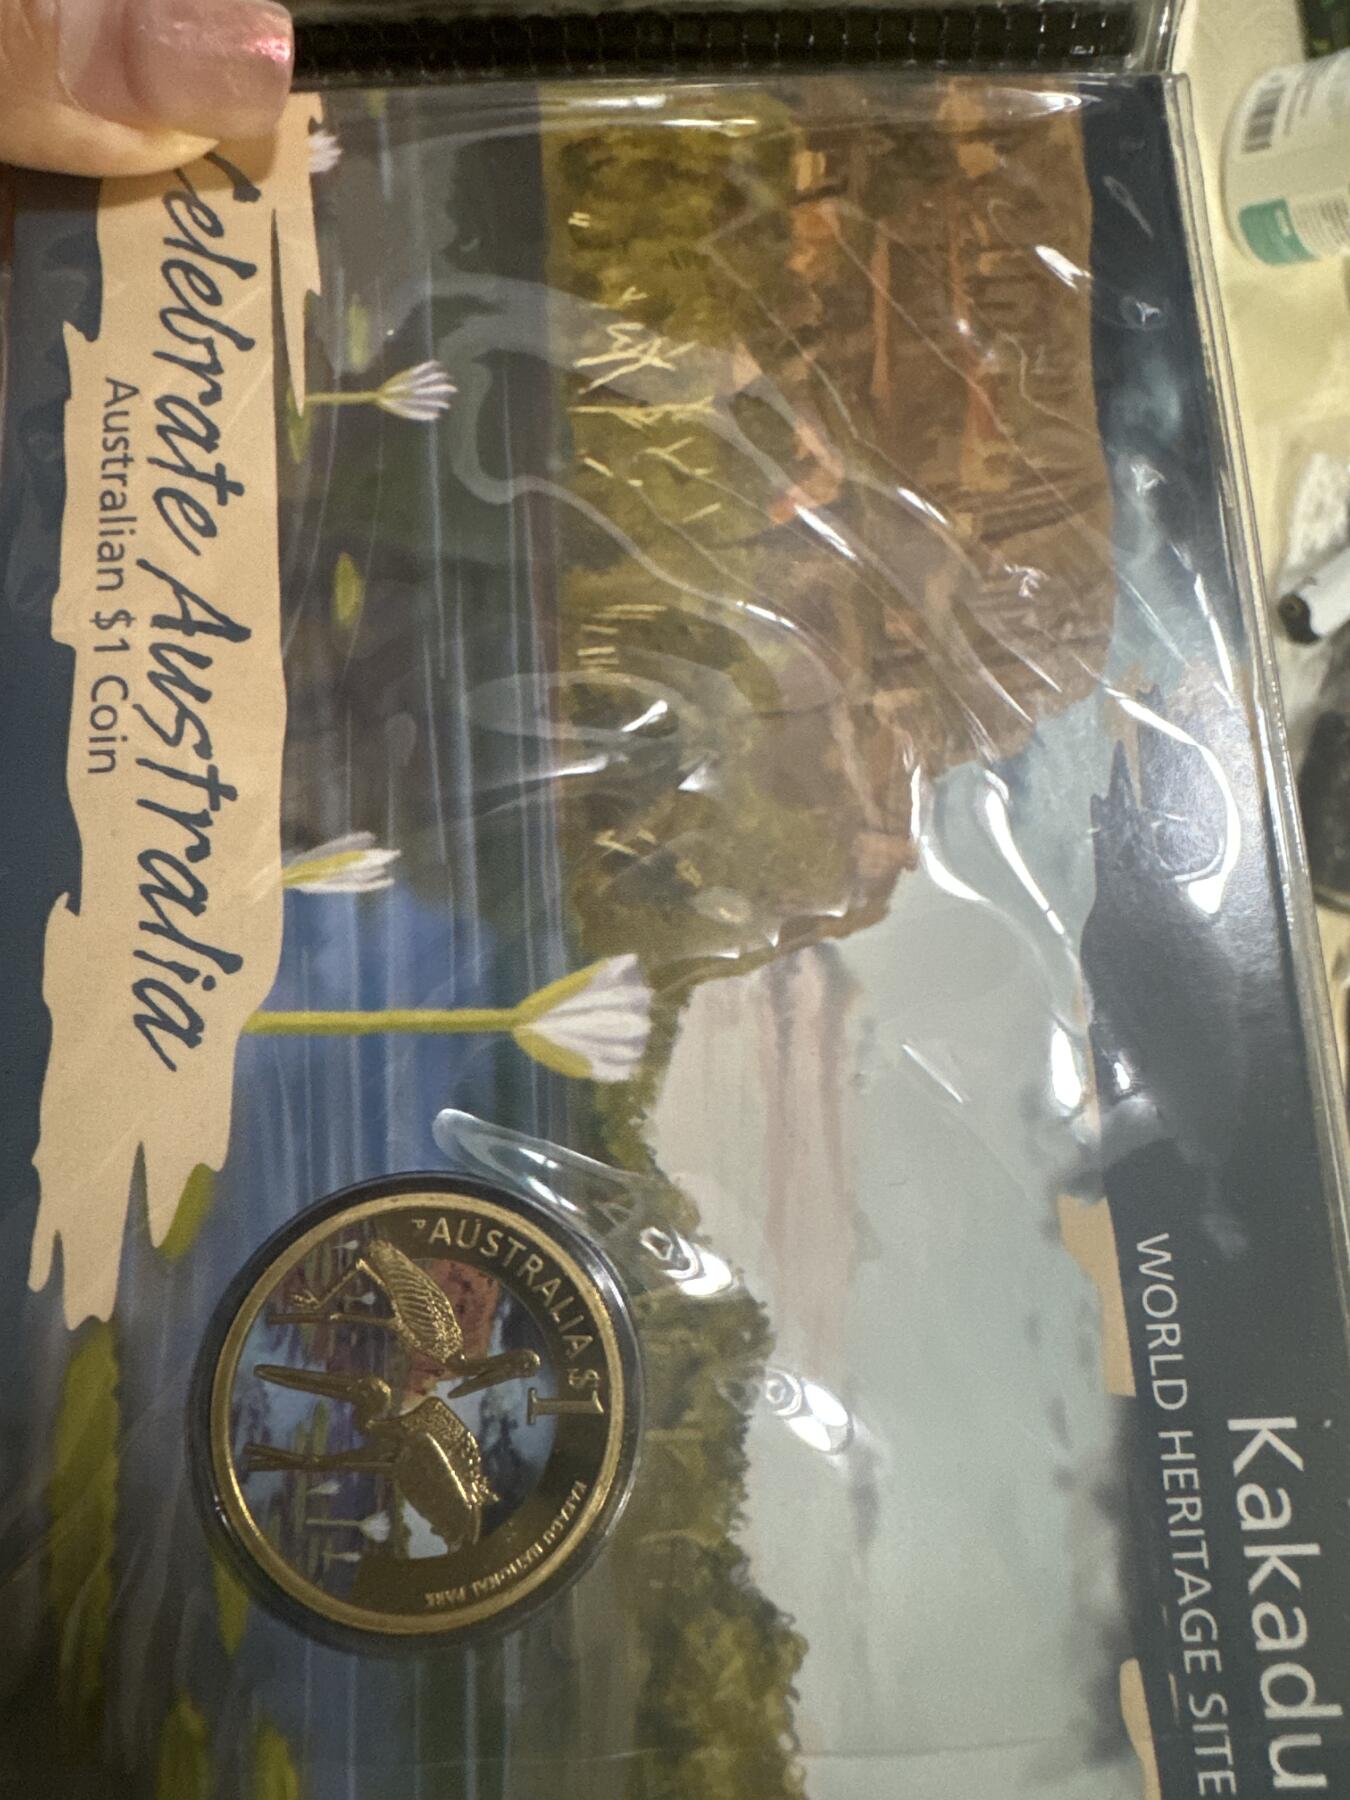 Kakadu
WORLD HERITAGE SITE
Celebrate Australia
Australian $1 Coin
P AUSTRALIA $1
KAKADU NATIONAL PARK